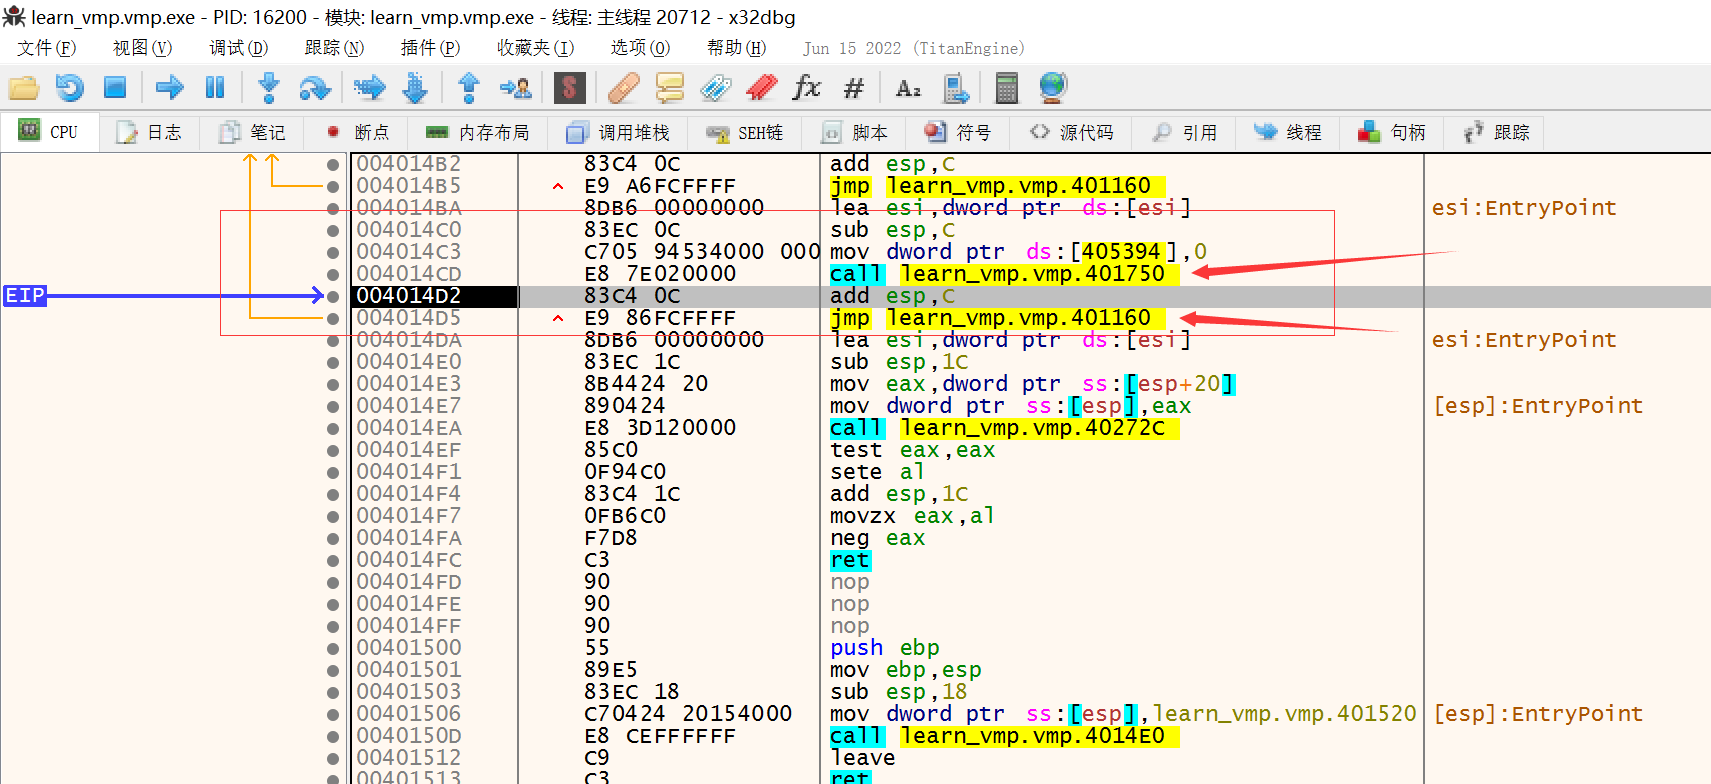 learn_vmp.vmp.exe - PID: 16200 - 模块: learn_vmp.vmp.exe - 线程: 主线程 20712 - x32dbg
文件(F) 视图(V) 调试(D) 跟踪(N) 插件(P) 收藏夹(I) 选项(O) 帮助(H) Jun 15 2022 (TitanEngine)
$ fx # A₂
CPU 日志 笔记 断点 内存布局 调用堆栈 SEH链 脚本 符号 源代码 引用 线程 句柄 跟踪
004014B2 83C4 0C add esp,C
004014B5 E9 A6FCFFFF jmp learn_vmp.vmp.401160
004014BA 8DB6 00000000 lea esi,dword ptr ds:[esi] esi:EntryPoint
004014C0 83EC 0C sub esp,C
004014C3 C705 94534000 000 mov dword ptr ds:[405394],0
004014CD E8 7E020000 call learn_vmp.vmp.401750
EIP 004014D2 83C4 0C add esp,C
004014D5 E9 86FCFFFF jmp learn_vmp.vmp.401160
004014DA 8DB6 00000000 lea esi,dword ptr ds:[esi] esi:EntryPoint
004014E0 83EC 1C sub esp,1C
004014E3 8B4424 20 mov eax,dword ptr ss:[esp+20]
004014E7 890424 mov dword ptr ss:[esp],eax [esp]:EntryPoint
004014EA E8 3D120000 call learn_vmp.vmp.40272C
004014EF 85C0 test eax,eax
004014F1 0F94C0 sete al
004014F4 83C4 1C add esp,1C
004014F7 0FB6C0 movzx eax,al
004014FA F7D8 neg eax
004014FC C3 ret
004014FD 90 nop
004014FE 90 nop
004014FF 90 nop
00401500 55 push ebp
00401501 89E5 mov ebp,esp
00401503 83EC 18 sub esp,18
00401506 C70424 20154000 mov dword ptr ss:[esp],learn_vmp.vmp.401520 [esp]:EntryPoint
0040150D E8 CEFFFFFF call learn_vmp.vmp.4014E0
00401512 C9 leave
00401513 C3 ret